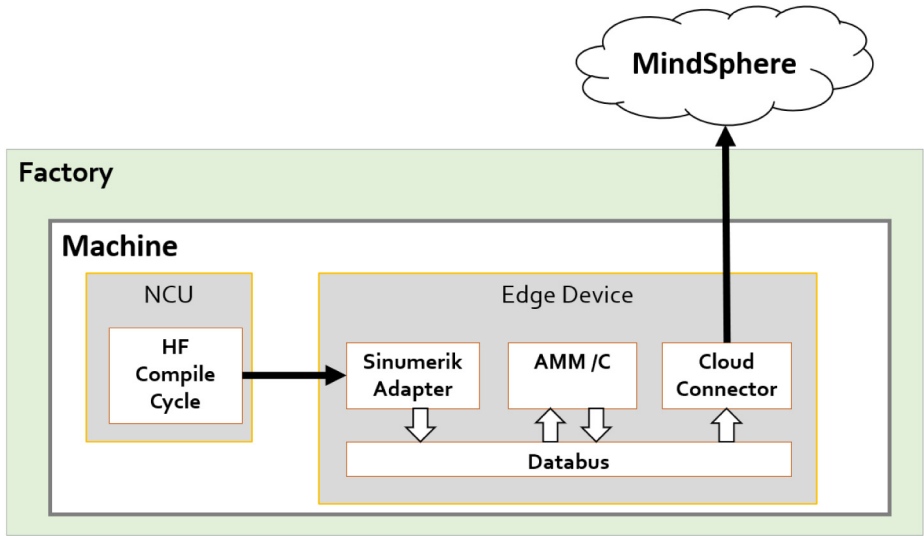 MindSphere
Factory
Machine
NCU
Edge Device
HF
Compile
Cycle
Sinumerik
Adapter
AMM /C
Cloud
Connector
Databus